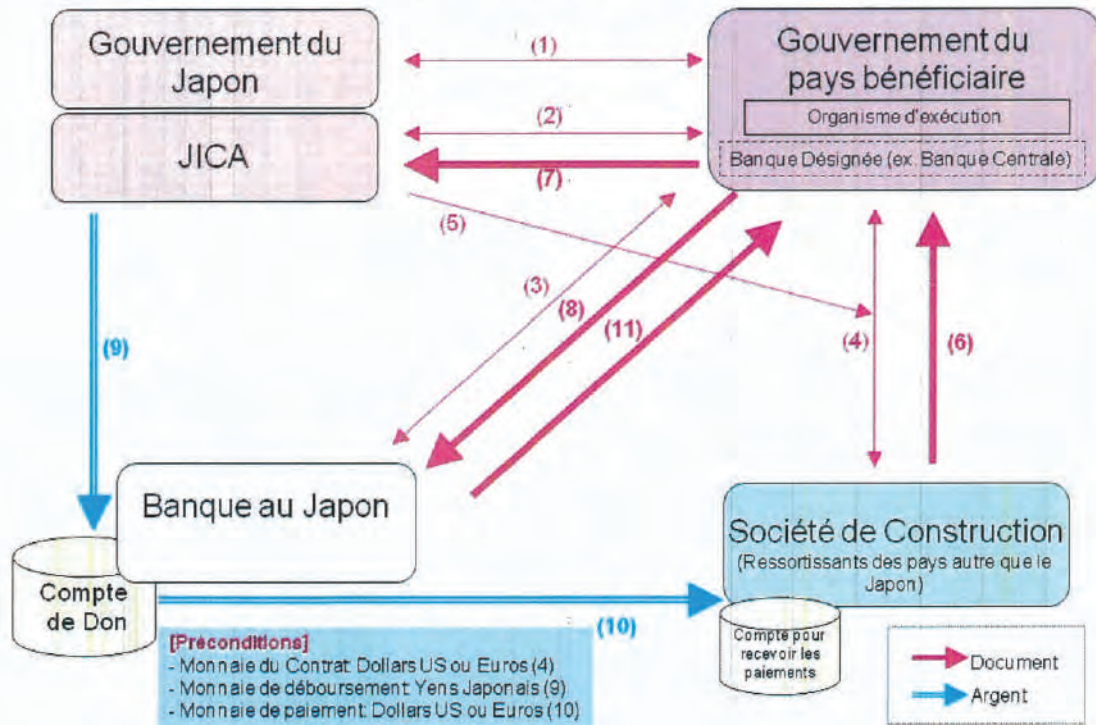 Gouvernement du
Japon
JICA
(1)
(2)
(7)
(5)
Gouvernement du
pays bénéficiaire
Organisme d'exécution
Banque Désignée (ex. Banque Centrale)
(3)
(8)
(11)
(4)
(6)
(9)
Banque au Japon
Compte
de Don
(10)
Société de Construction
(Ressortissants des pays autre que le
Japon)
Compte pour
recevoir les
paiements
[Préconditions]
- Monnaie du Contrat: Dollars US ou Euros (4)
- Monnaie de déboursement: Yens Japonais (9)
- Monnaie de paiement: Dollars US ou Euros (10)
Document
Argent